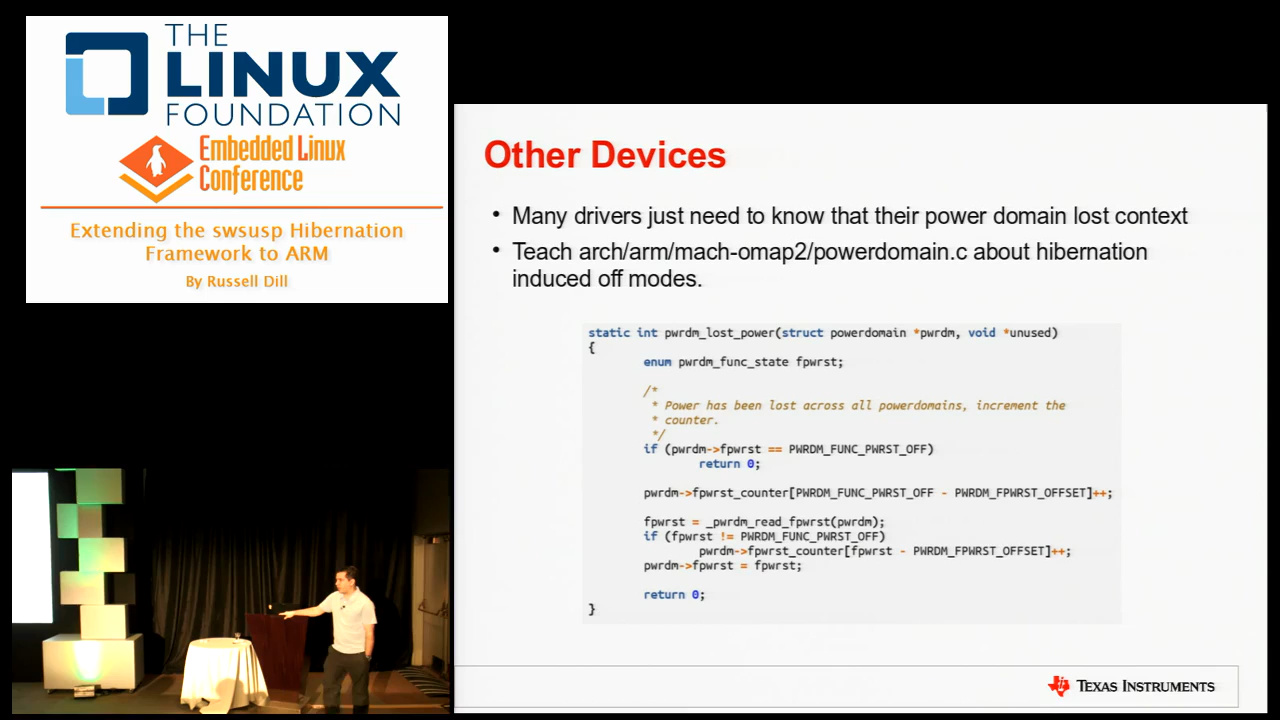 THE
LINUX
FOUNDATION
Embedded Linux
Conference
Extending the swsusp Hibernation
Framework to ARM
By Russell Dill
Other Devices
• Many drivers just need to know that their power domain lost context
• Teach arch/arm/mach-omap2/powerdomain.c about hibernation
induced off modes.
static int pwrdm_lost_power(struct powerdomain *pwrdm, void *unused)
{
enum pwrdm_func_state fpwrst;
/*
* Power has been lost across all powerdomains, increment the
* counter.
*/
if (pwrdm->fpwrst == PWRDM_FUNC_PWRST_OFF)
return 0;
pwrdm->fpwrst_counter[PWRDM_FUNC_PWRST_OFF - PWRDM_FPWRST_OFFSET]++;
fpwrst = _pwrdm_read_fpwrst(pwrdm);
if (fpwrst != PWRDM_FUNC_PWRST_OFF)
pwrdm->fpwrst_counter[fpwrst - PWRDM_FPWRST_OFFSET]++;
pwrdm->fpwrst = fpwrst;
return 0;
}
TEXAS INSTRUMENTS